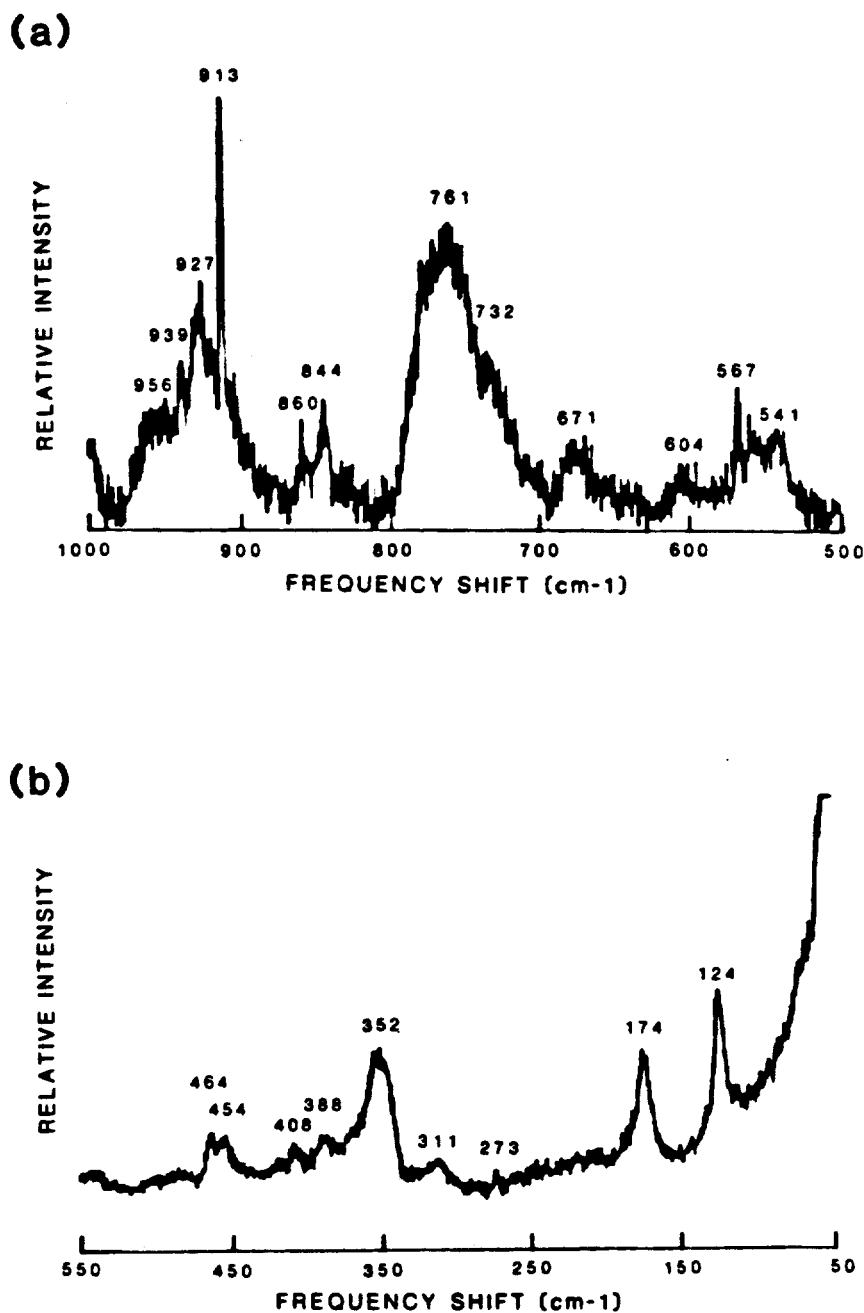 (a)
RELATIVE INTENSITY
913
927
939
956
860
844
761
732
671
604
567
541
1000 900 800 700 600 500
FREQUENCY SHIFT (cm-1)
(b)
RELATIVE INTENSITY
464
454
408
388
352
311
273
174
124
550 450 350 250 150 50
FREQUENCY SHIFT (cm-1)